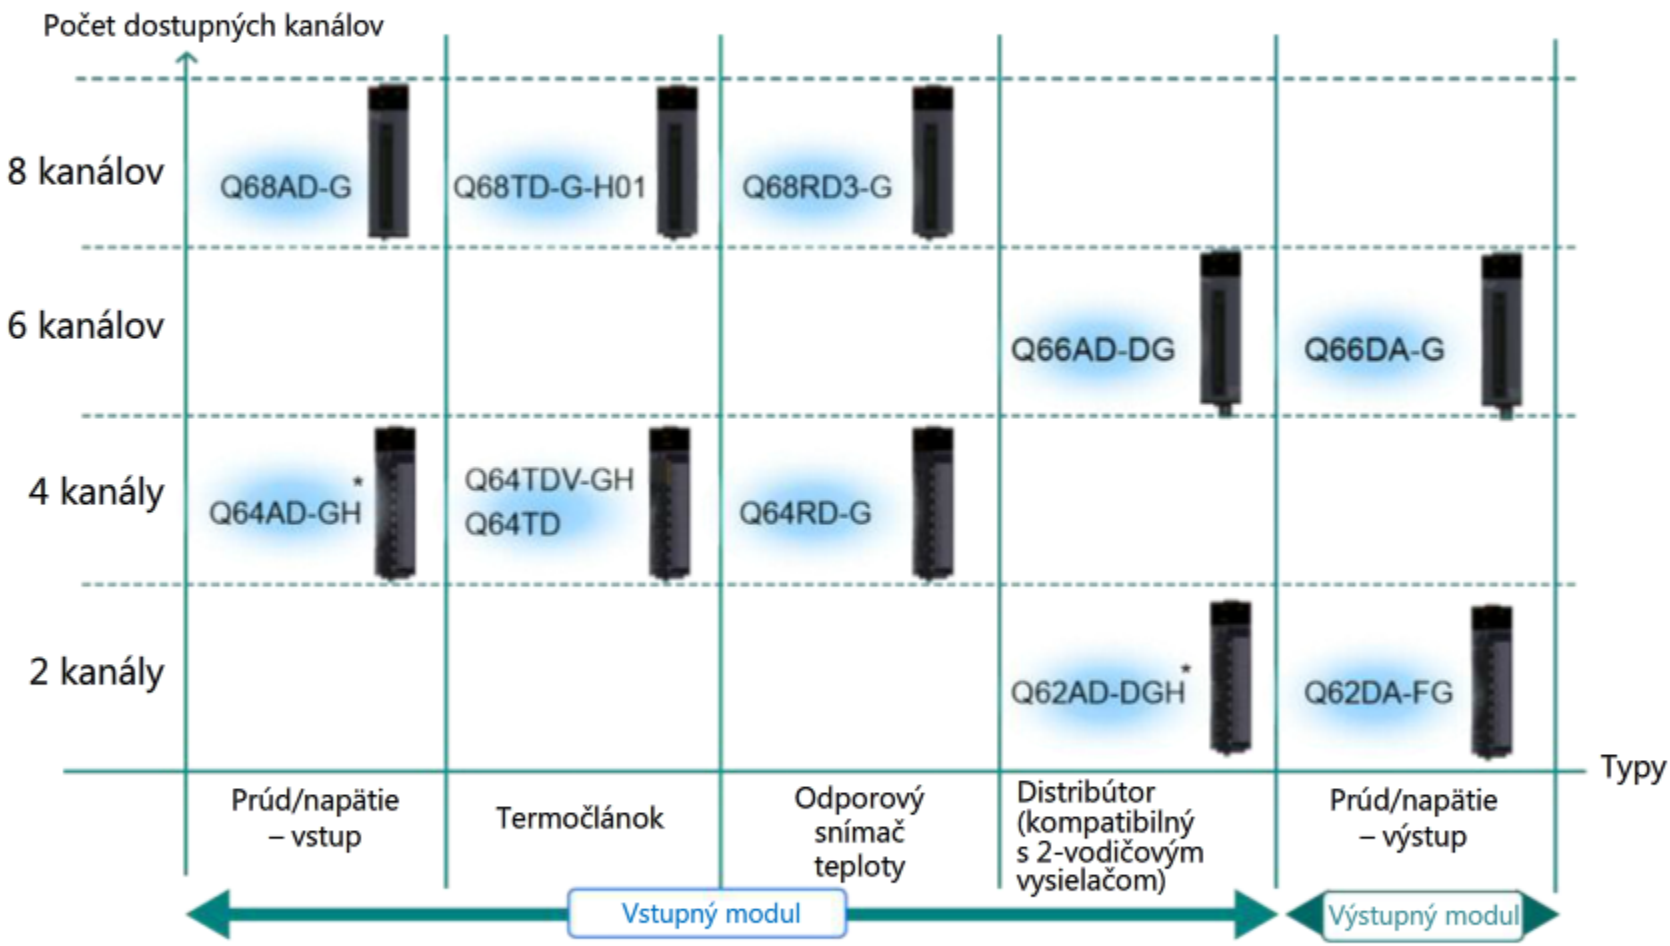 Počet dostupných kanálov
8 kanálov
Q68AD-G
Q68TD-G-H01
Q68RD3-G
6 kanálov
Q66AD-DG
Q66DA-G
4 kanály
Q64AD-GH*
Q64TDV-GH
Q64TD
Q64RD-G
2 kanály
Q62AD-DGH*
Q62DA-FG
Typy
Prúd/napätie
– vstup
Termočlánok
Odporový
snímač
teploty
Distribútor
(kompatibilný
s 2-vodičovým
vysielačom)
Prúd/napätie
– výstup
Vstupný modul
Výstupný modul